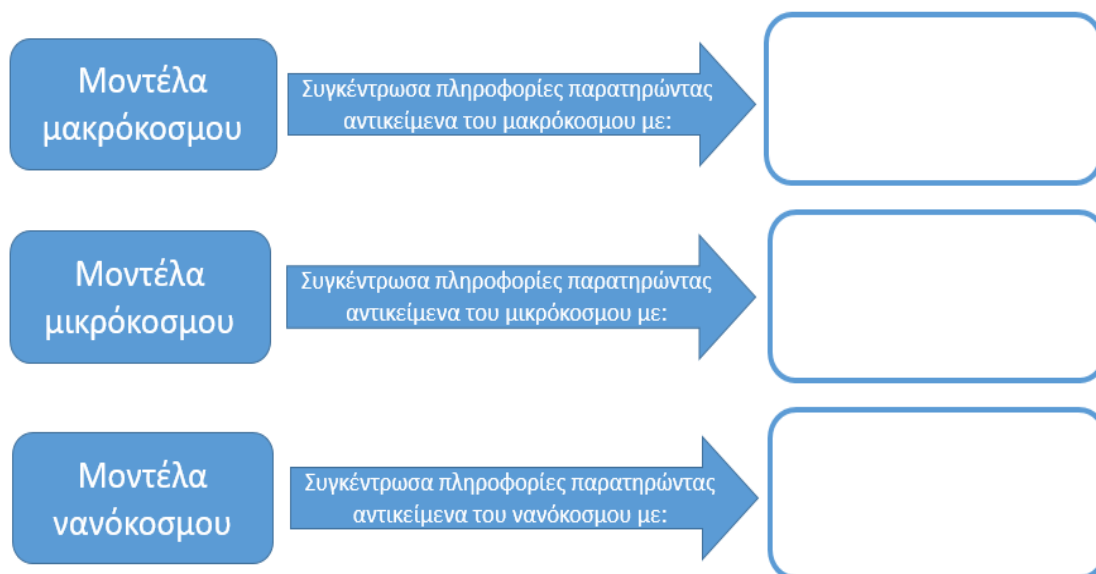 Μοντέλα
μακρόκοσμου
Συγκέντρωσα πληροφορίες παρατηρώντας
αντικείμενα του μακρόκοσμου με:
Μοντέλα
μικρόκοσμου
Συγκέντρωσα πληροφορίες παρατηρώντας
αντικείμενα του μικρόκοσμου με:
Μοντέλα
νανόκοσμου
Συγκέντρωσα πληροφορίες παρατηρώντας
αντικείμενα του νανόκοσμου με: